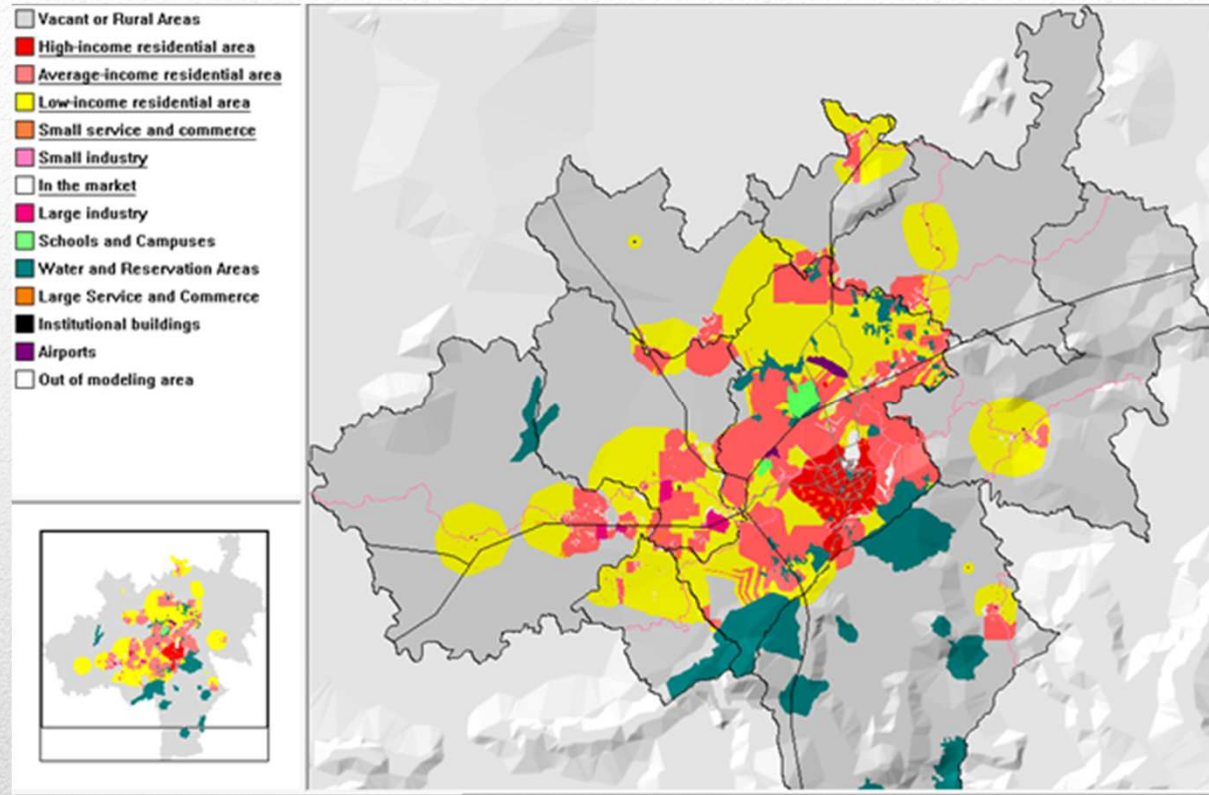 Vacant or Rural Areas
High-income residential area
Average-income residential area
Low-income residential area
Small service and commerce
Small industry
In the market
Large industry
Schools and Campuses
Water and Reservation Areas
Large Service and Commerce
Institutional buildings
Airports
Out of modeling area